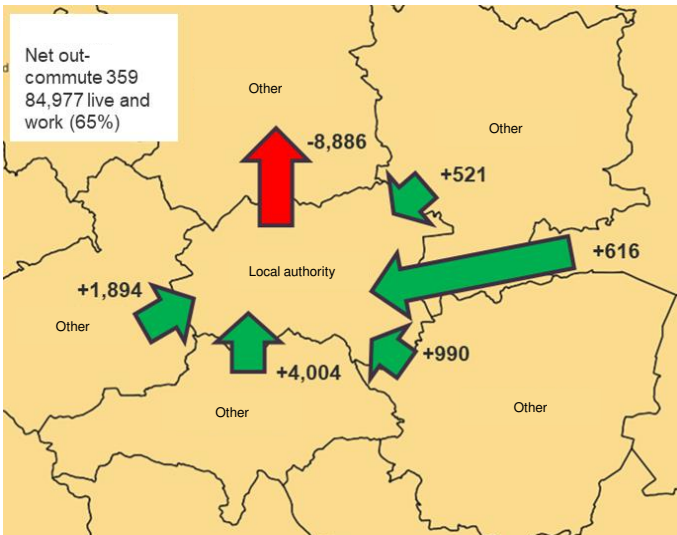 Net out-
commute 359
84,977 live and
work (65%)
d
Other
Other
-8,886
+521
+616
Local authority
+1,894
Other
+990
+4,004
Other
Other